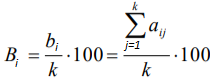 $B_i = \frac{b_i}{k} \cdot 100 = \frac{\sum_{j=1}^{k} a_{ij}}{k} \cdot 100$